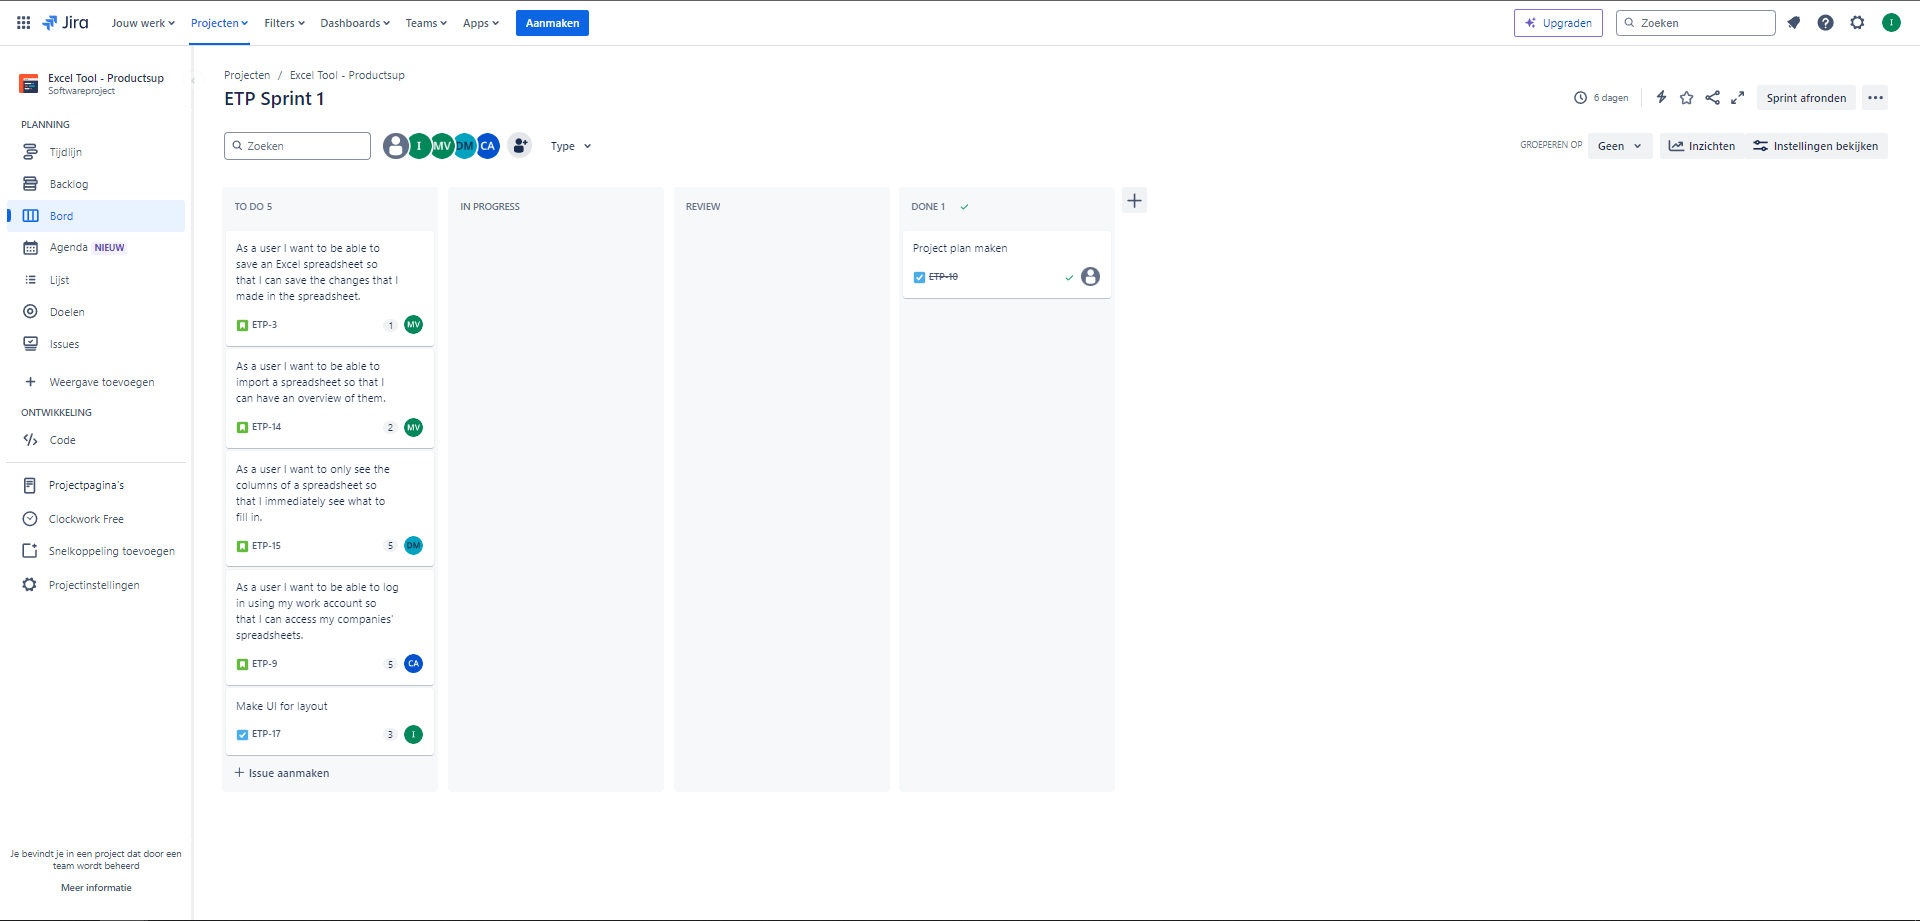 Jira Jouw werk Projecten Filters Dashboards Teams Apps Aanmaken Upgraden Zoeken I
Excel Tool - Productsup
Softwareproject
PLANNING
Tijdlijn
Backlog
Bord
Agenda NIEUW
Lijst
Doelen
Issues
Weergave toevoegen
ONTWIKKELING
Code
Projectpagina's
Clockwork Free
Snelkoppeling toevoegen
Projectinstellingen
Je bevindt je in een project dat door een
team wordt beheerd
Meer informatie
Projecten / Excel Tool - Productsup
ETP Sprint 1
6 dagen Sprint afronden
Zoeken I MV DM CA Type
GROEPEREN OP Geen Inzichten Instellingen bekijken
TO DO 5
As a user I want to be able to
save an Excel spreadsheet so
that I can save the changes that I
made in the spreadsheet.
ETP-3 1 MV
As a user I want to be able to
import a spreadsheet so that I
can have an overview of them.
ETP-14 2 MV
As a user I want to only see the
columns of a spreadsheet so
that I immediately see what to
fill in.
ETP-15 5 DM
As a user I want to be able to log
in using my work account so
that I can access my companies'
spreadsheets.
ETP-9 5 CA
Make UI for layout
ETP-17 3 I
+ Issue aanmaken
IN PROGRESS
REVIEW
DONE 1
Project plan maken
ETP-10